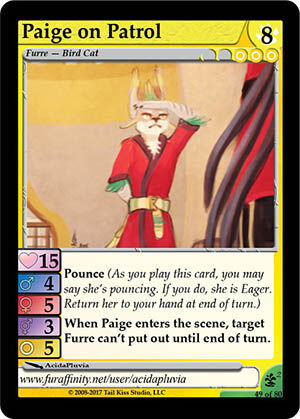 Paige on Patrol
8
Furre — Bird Cat
15
4
5
3
5
Pounce (As you play this card, you may
say she's pouncing. If you do, she is Eager.
Return her to your hand at end of turn.)
When Paige enters the scene, target
Furre can't put out until end of turn.
AcidaPluvia
www.furaffinity.net/user/acidapluvia
© 2008-2017 Tail Kiss Studio, LLC
49 of 80